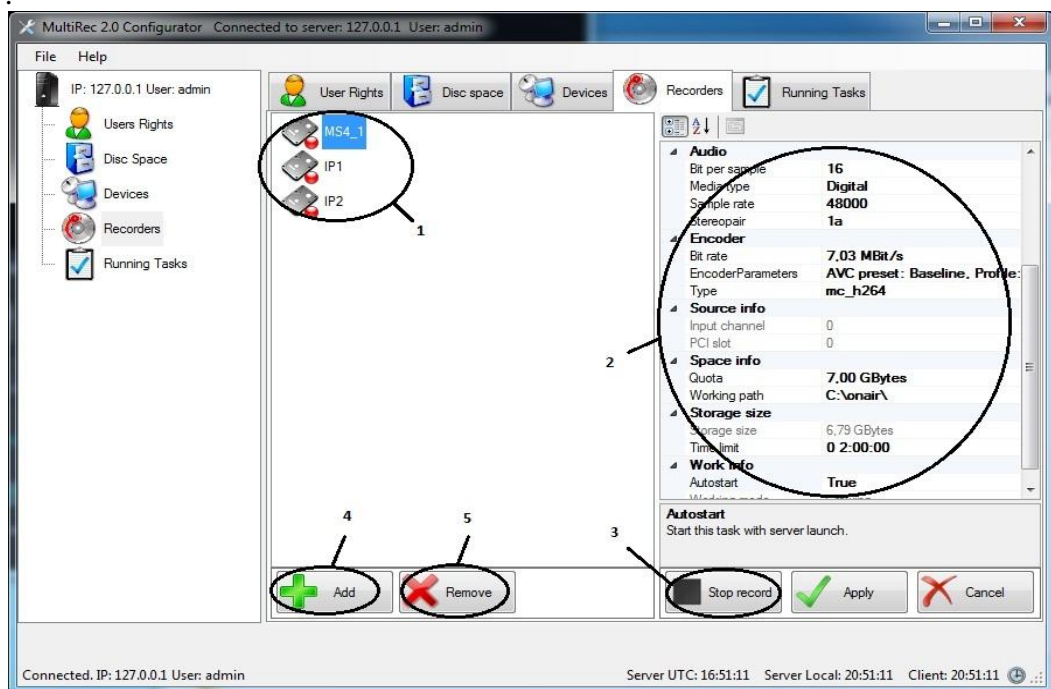 MultiRec 2.0 Configurator Connected to server: 127.0.0.1 User: admin
File Help
IP: 127.0.0.1 User: admin
Users Rights
Disc Space
Devices
Recorders
Running Tasks
User Rights Disc space Devices Recorders Running Tasks
MS4_1
IP1
IP2
1
Audio
Bit per sample 16
Media type Digital
Sample rate 48000
Stereopair 1a
Encoder
Bit rate 7,03 MBit/s
EncoderParameters AVC preset: Baseline, Profile:
Type mc_h264
Source info
Input channel 0
PCI slot 0
2
Space info
Quota 7,00 GBytes
Working path C:\onair\
Storage size
Storage size 6,79 GBytes
Time limit 0 2:00:00
Work info
Autostart True
Autostart
Start this task with server launch.
4 5 3
Add Remove Stop record Apply Cancel
Connected. IP: 127.0.0.1 User: admin Server UTC: 16:51:11 Server Local: 20:51:11 Client: 20:51:11